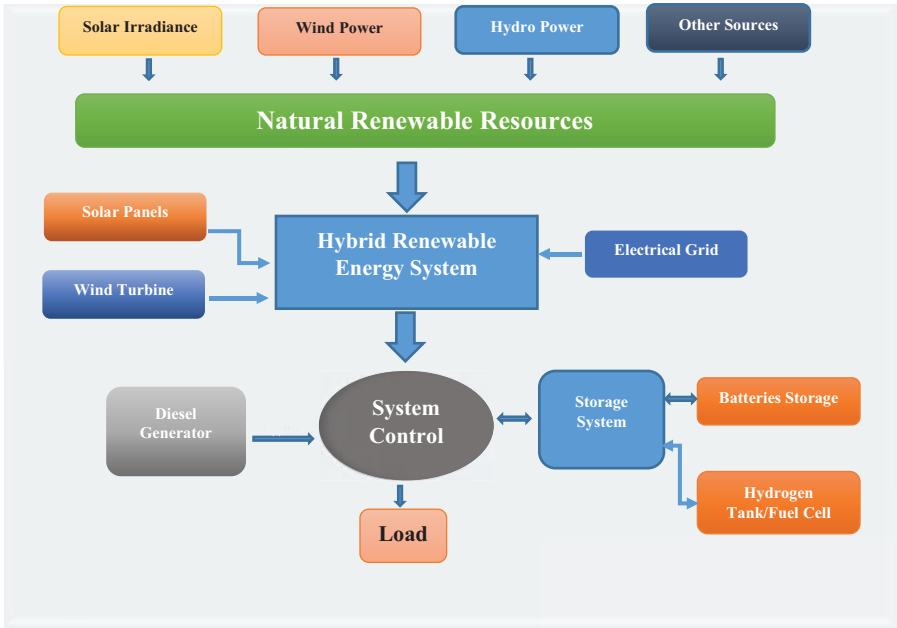 Solar Irradiance
Wind Power
Hydro Power
Other Sources
Natural Renewable Resources
Solar Panels
Hybrid Renewable
Energy System
Electrical Grid
Wind Turbine
Diesel
Generator
System
Control
Storage
System
Batteries Storage
Hydrogen
Tank/Fuel Cell
Load